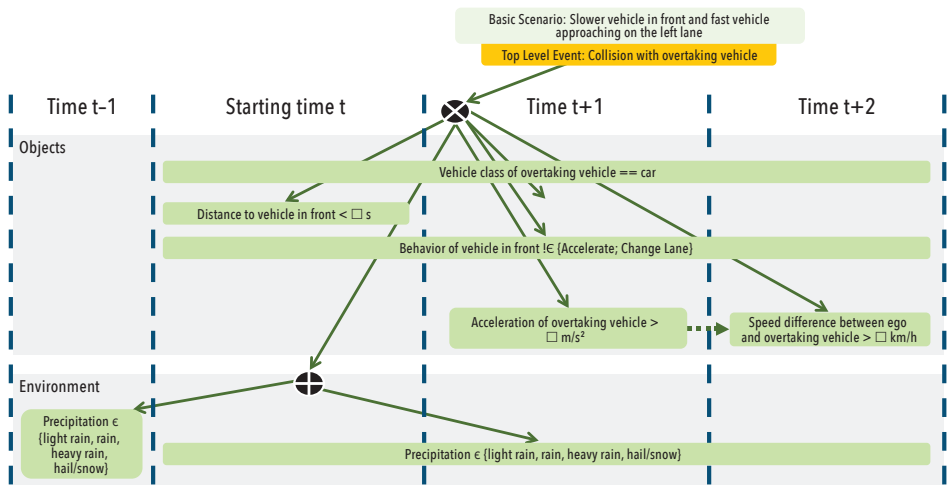 Basic Scenario: Slower vehicle in front and fast vehicle
approaching on the left lane
Top Level Event: Collision with overtaking vehicle
Time t–1
Starting time t
Time t+1
Time t+2
Objects
Vehicle class of overtaking vehicle == car
Distance to vehicle in front < □ s
Behavior of vehicle in front !€ {Accelerate; Change Lane}
Acceleration of overtaking vehicle >
□ m/s²
Speed difference between ego
and overtaking vehicle > □ km/h
Environment
Precipitation €
{light rain, rain,
heavy rain,
hail/snow}
Precipitation € {light rain, rain, heavy rain, hail/snow}